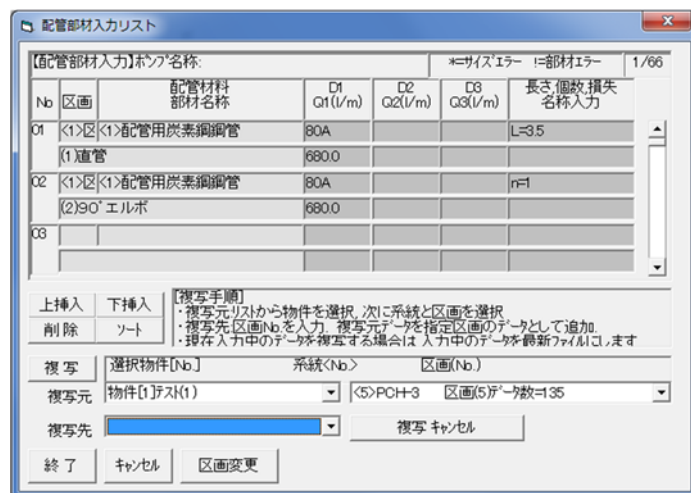 配管部材入力リスト
【配管部材入力】ポンプ名称: *=サイズエラー !=部材エラー 1/66
No 区画 配管材料 部材名称 D1 Q1(l/m) D2 Q2(l/m) D3 Q3(l/m) 長さ,個数,損失 名称入力
01 <1>区 <1>配管用炭素鋼鋼管 80A L=3.5
(1)直管 680.0
02 <1>区 <1>配管用炭素鋼鋼管 80A n=1
(2)90°エルボ 680.0
03
上挿入 下挿入
削除 ソート
[複写手順]
・複写元リストから物件を選択, 次に系統と区画を選択
・複写先区画No.を入力. 複写元データを指定区画のデータとして追加.
・現在入力中のデータを複写する場合は 入力中のデータを最新ファイルにします
複写 選択物件[No.] 系統<No.> 区画(No.)
複写元 物件[1]テスト(1) <5>PCH-3 区画(5)データ数=135
複写先 複写キャンセル
終了 キャンセル 区画変更